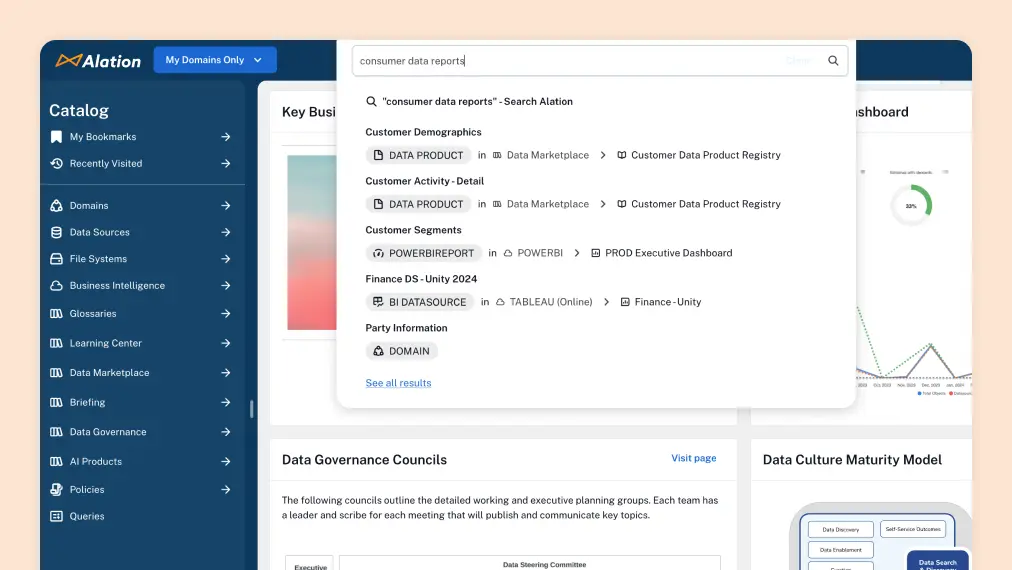 Alation
My Domains Only
consumer data reports
"consumer data reports" - Search Alation
Customer Demographics
DATA PRODUCT in Data Marketplace > Customer Data Product Registry
Customer Activity - Detail
DATA PRODUCT in Data Marketplace > Customer Data Product Registry
Customer Segments
POWERBIREPORT in POWERBI > PROD Executive Dashboard
Finance DS - Unity 2024
BI DATASOURCE in TABLEAU (Online) > Finance - Unity
Party Information
DOMAIN
See all results
Catalog
My Bookmarks
Recently Visited
Domains
Data Sources
File Systems
Business Intelligence
Glossaries
Learning Center
Data Marketplace
Briefing
Data Governance
AI Products
Policies
Queries
Key Busi
shboard
33%
Oct, 2023 Nov, 2023 Dec, 2023 Jan, 2024
Total Objects
Data Governance Councils
Visit page
The following councils outline the detailed working and executive planning groups. Each team has
a leader and scribe for each meeting that will publish and communicate key topics.
Executive
Data Steering Committee
Data Culture Maturity Model
Data Discovery
Self-Service Outcomes
Data Enablement
Data Search